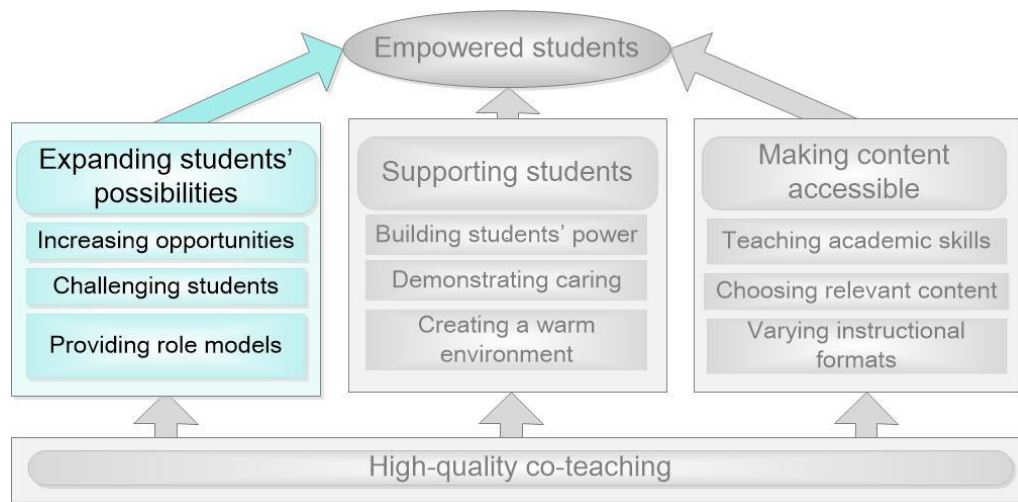 Empowered students
Expanding students’
possibilities
Increasing opportunities
Challenging students
Providing role models
Supporting students
Building students’ power
Demonstrating caring
Creating a warm
environment
Making content
accessible
Teaching academic skills
Choosing relevant content
Varying instructional
formats
High-quality co-teaching